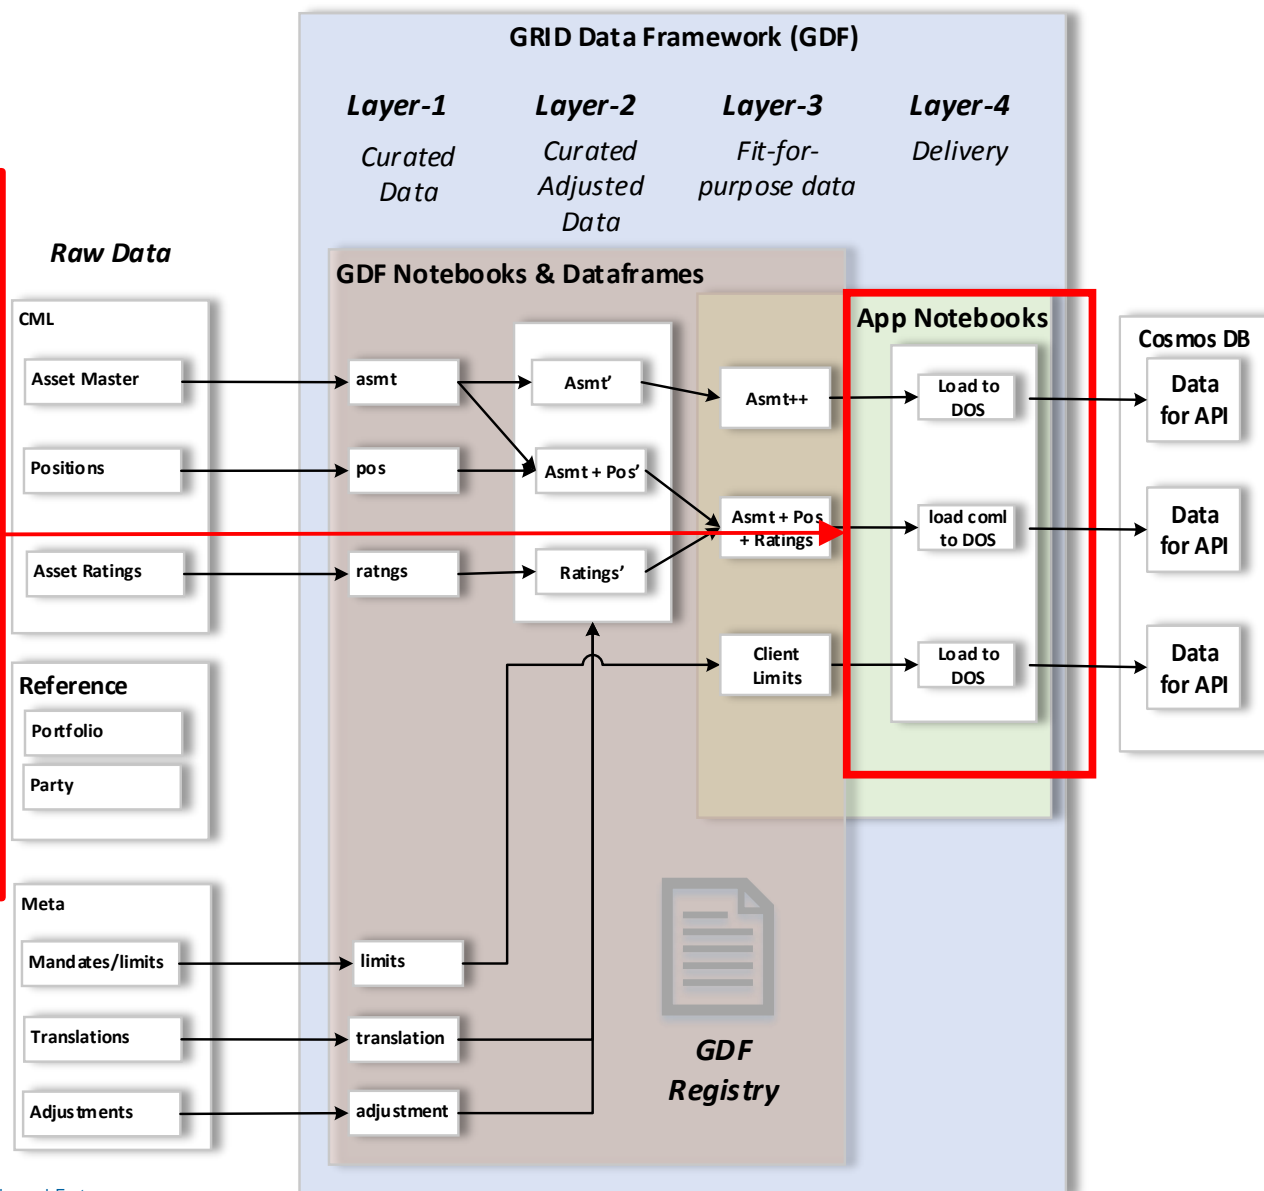 GRID Data Framework (GDF)
Layer-1
Layer-2
Layer-3
Layer-4
Curated
Data
Curated
Adjusted
Data
Fit-for-
purpose data
Delivery
Raw Data
GDF Notebooks & Dataframes
App Notebooks
Cosmos DB
CML
Asset Master
asmt
Asmt’
Asmt++
Load to
DOS
Data
for API
Positions
pos
Asmt + Pos’
Asmt + Pos
+ Ratings
load coml
to DOS
Data
for API
Asset Ratings
ratngs
Ratings’
Client
Limits
Load to
DOS
Data
for API
Reference
Portfolio
Party
Meta
Mandates/limits
limits
Translations
translation
Adjustments
adjustment
GDF
Registry